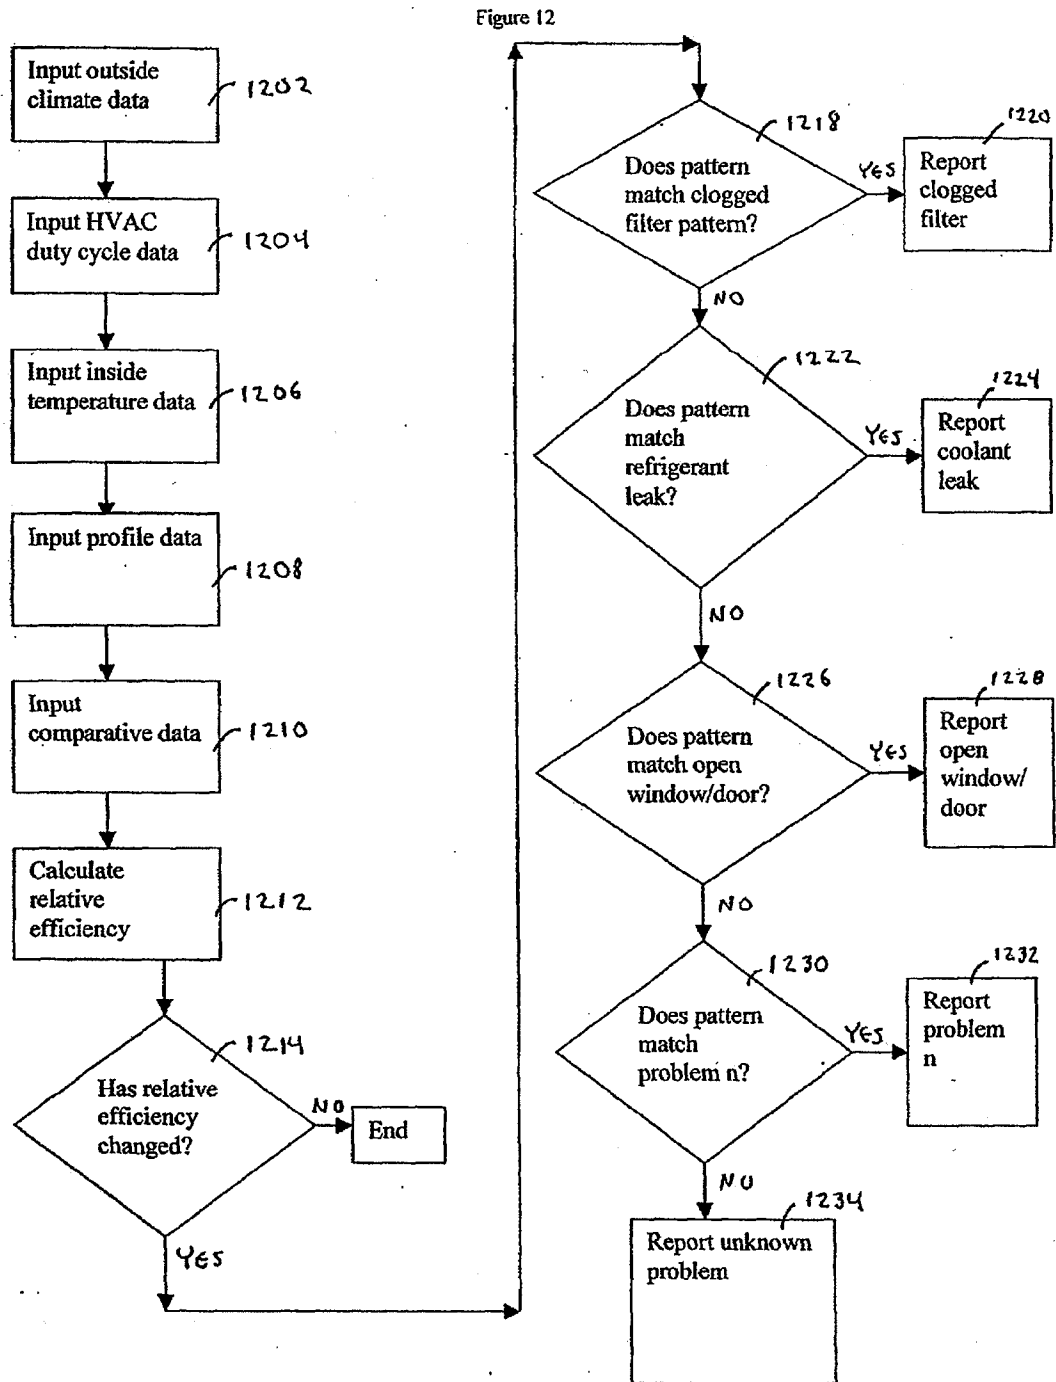 Figure 12
Input outside
climate data
1202
Input HVAC
duty cycle data
1204
Input inside
temperature data
1206
Input profile data
1208
Input
comparative data
1210
Calculate
relative
efficiency
1212
Has relative
efficiency
changed?
1214
NO
End
YES
Does pattern
match clogged
filter pattern?
1218
YES
Report
clogged
filter
1220
NO
Does pattern
match
refrigerant
leak?
1222
YES
Report
coolant
leak
1224
NO
Does pattern
match open
window/door?
1226
YES
Report
open
window/
door
1228
NO
Does pattern
match
problem n?
1230
YES
Report
problem
n
1232
NO
Report unknown
problem
1234